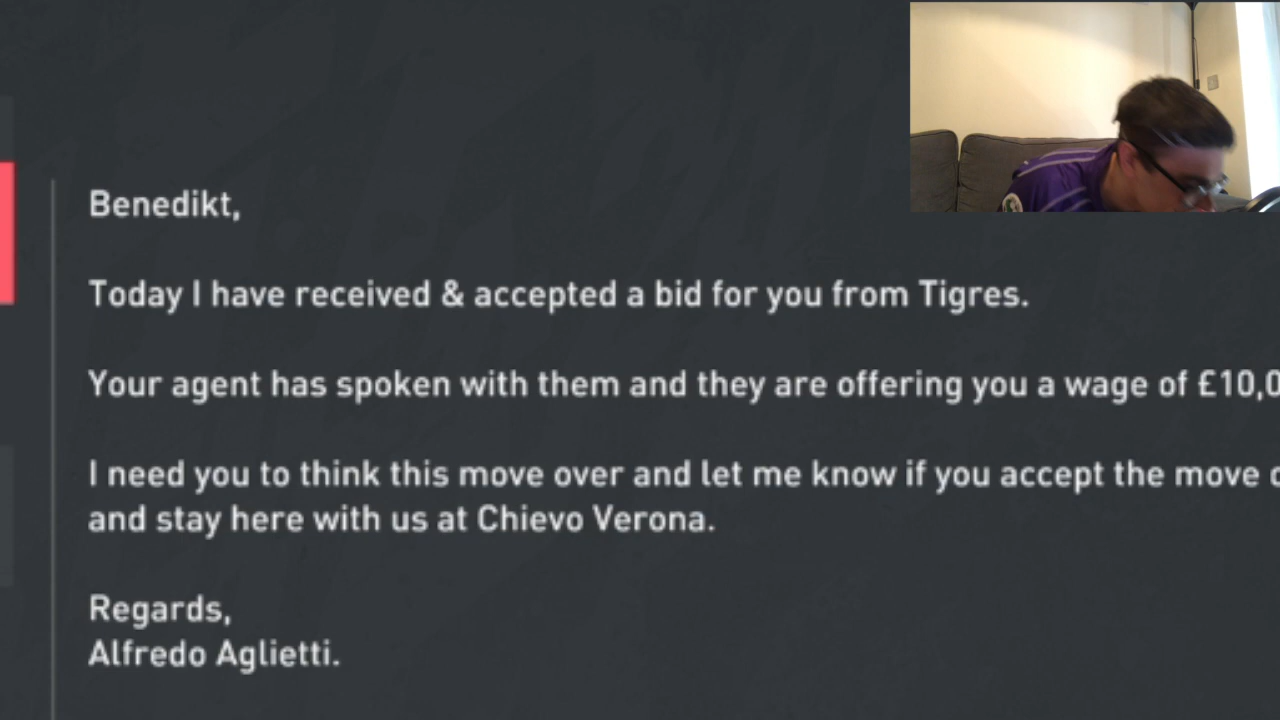 Benedikt,
Today I have received & accepted a bid for you from Tigres.
Your agent has spoken with them and they are offering you a wage of
I need you to think this move over and let me know if you accept the move
and stay here with us at Chievo Verona.
Regards,
Alfredo Aglietti.